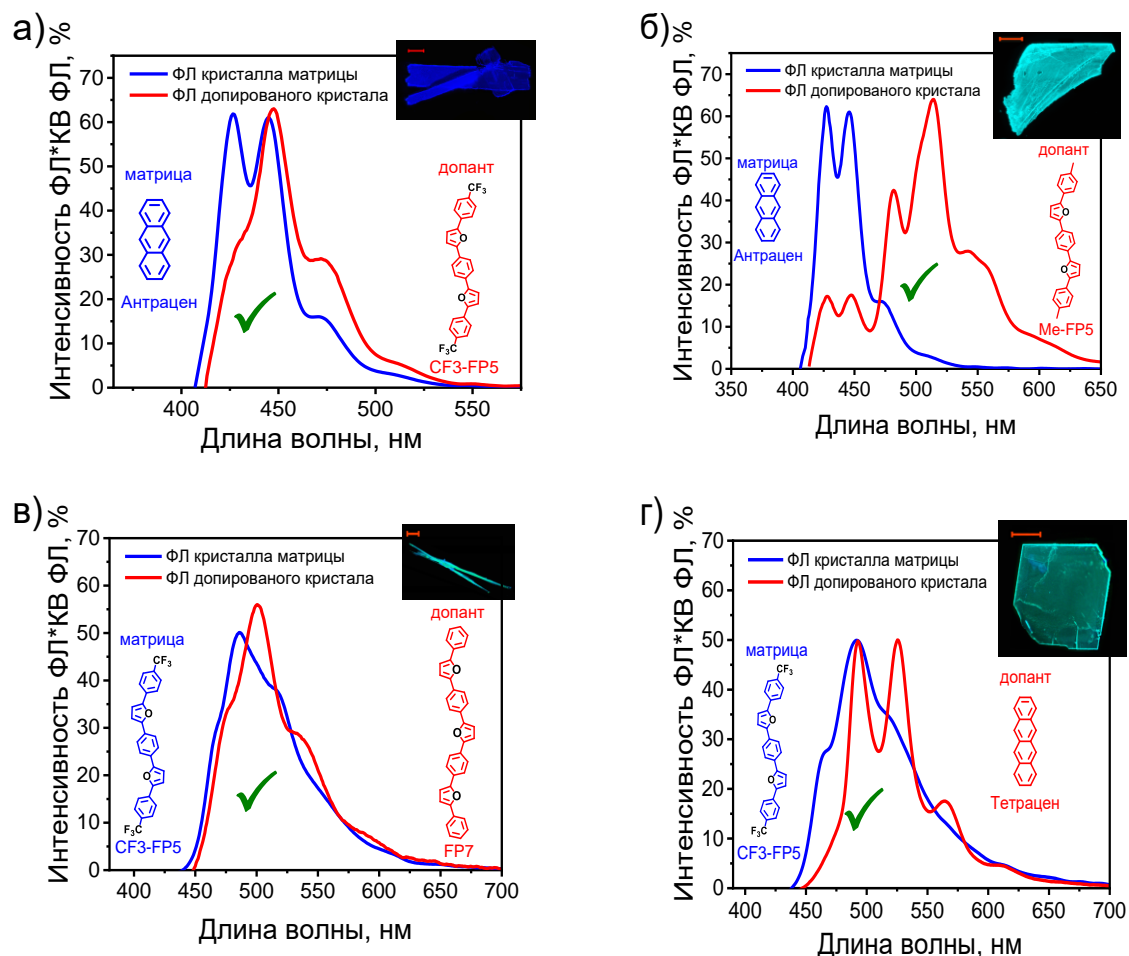 а)
Интенсивность ФЛ*КВ ФЛ, %
70
60
50
40
30
20
10
0
ФЛ кристалла матрицы
ФЛ допированого кристала
матрица
Антрацен
допант
CF3
O
O
F3C
CF3-FP5
400
450
500
550
Длина волны, нм
б)
Интенсивность ФЛ*КВ ФЛ, %
70
60
50
40
30
20
10
0
ФЛ кристалла матрицы
ФЛ допированого кристала
матрица
Антрацен
допант
O
O
Me-FP5
350
400
450
500
550
600
650
Длина волны, нм
в)
Интенсивность ФЛ*КВ ФЛ, %
70
60
50
40
30
20
10
0
ФЛ кристалла матрицы
ФЛ допированого кристала
матрица
CF3
O
O
F3C
CF3-FP5
допант
O
O
O
FP7
400
450
500
550
600
650
700
Длина волны, нм
г)
Интенсивность ФЛ*КВ ФЛ, %
70
60
50
40
30
20
10
0
ФЛ кристалла матрицы
ФЛ допированого кристала
матрица
CF3
O
O
F3C
CF3-FP5
допант
Тетрацен
400
450
500
550
600
650
700
Длина волны, нм